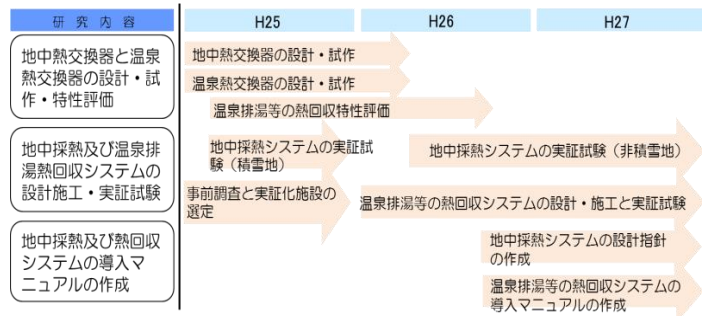 研 究 内 容
H25
H26
H27
地中熱交換器と温泉
熱交換器の設計・試
作・特性評価
地中熱交換器の設計・試作
温泉熱交換器の設計・試作
温泉排湯等の熱回収特性評価
地中採熱及び温泉排
湯熱回収システムの
設計施工・実証試験
地中採熱システムの実証試
験（積雪地）
地中採熱システムの実証試験（非積雪地）
事前調査と実証化施設の
選定
温泉排湯等の熱回収システムの設計・施工と実証試験
地中採熱及び熱回収
システムの導入マ
ニュアルの作成
地中採熱システムの設計指針
の作成
温泉排湯等の熱回収システムの
導入マニュアルの作成